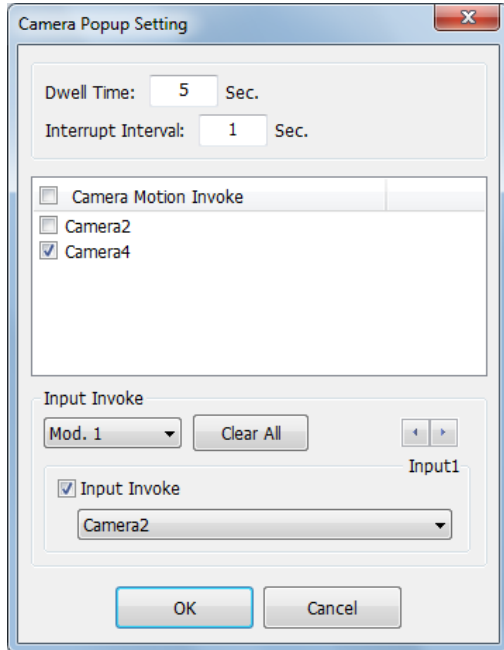 Camera Popup Setting
Dwell Time: 5 Sec.
Interrupt Interval: 1 Sec.
Camera Motion Invoke
Camera2
Camera4
Input Invoke
Mod. 1 Clear All
Input1
Input Invoke
Camera2
OK Cancel